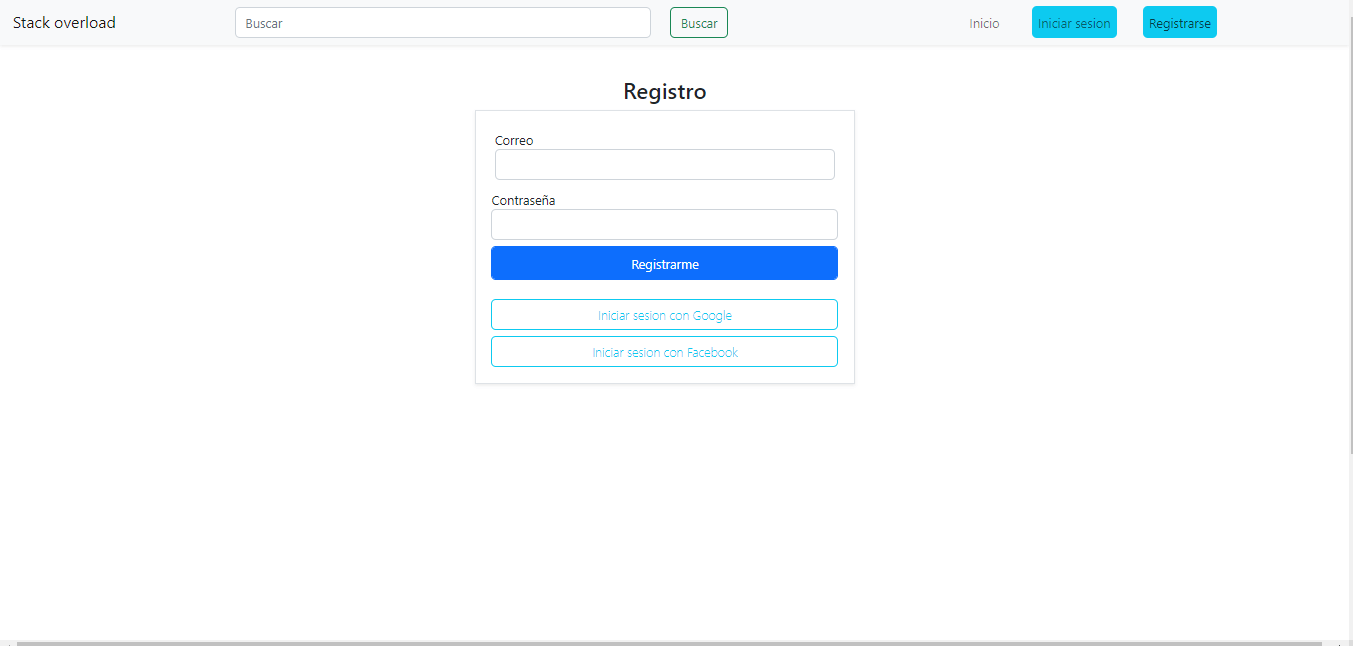 Stack overload
Buscar
Buscar
Inicio
Iniciar sesion
Registrarse
Registro
Correo
Contraseña
Registrarme
Iniciar sesion con Google
Iniciar sesion con Facebook